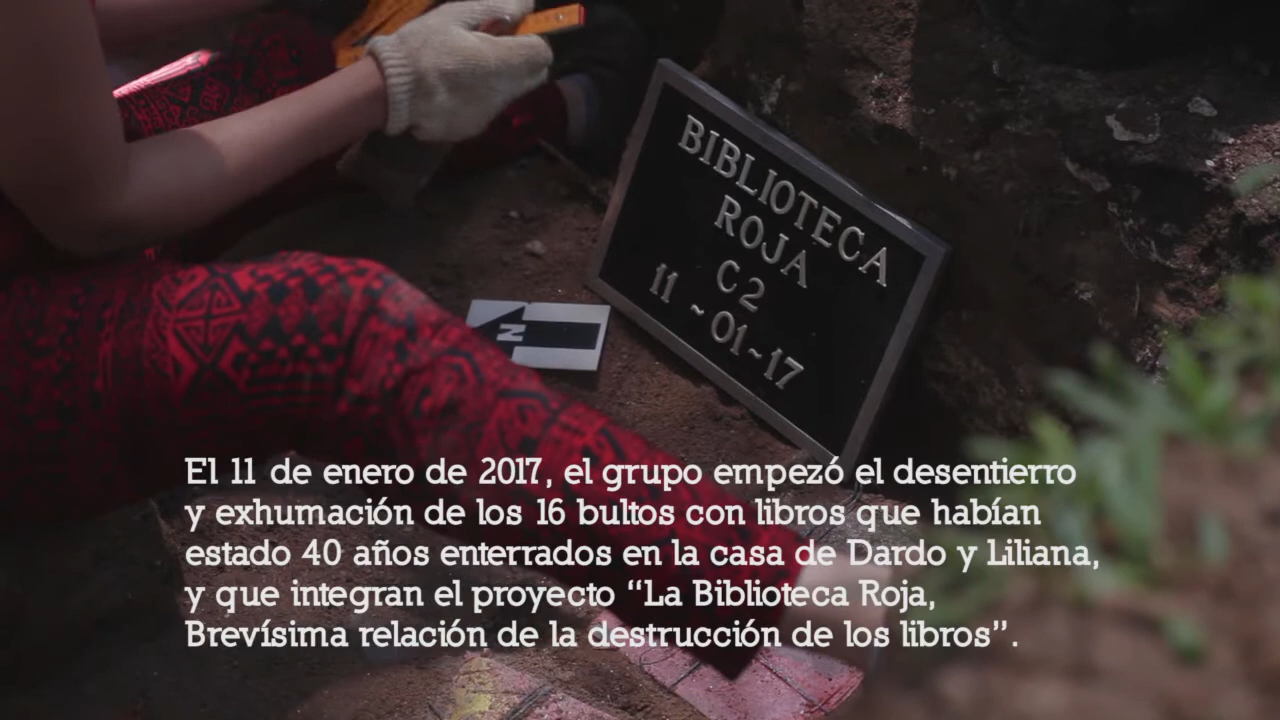 BIBLIOTECA
ROJA
C2
11~01~17
N
El 11 de enero de 2017, el grupo empezó el desentierro
y exhumación de los 16 bultos con libros que habían
estado 40 años enterrados en la casa de Dardo y Liliana,
y que integran el proyecto “La Biblioteca Roja,
Brevísima relación de la destrucción de los libros”.